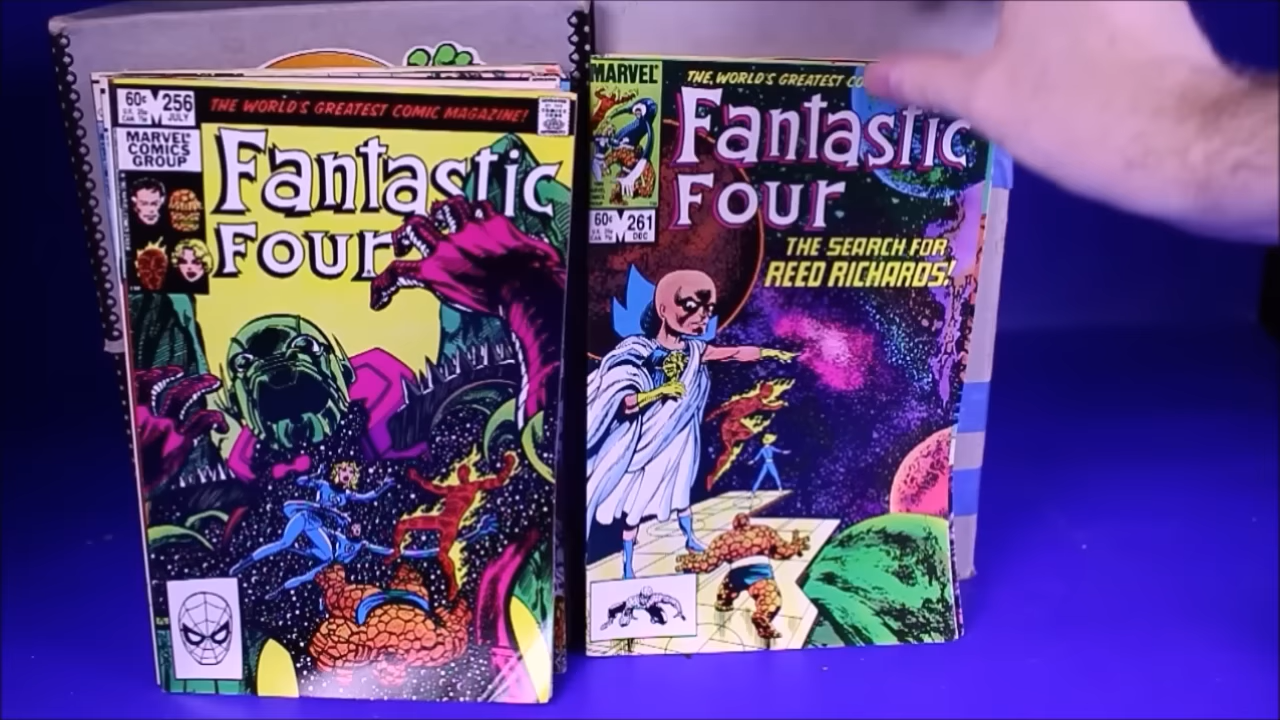 60¢ 256
JULY
MARVEL
COMICS
GROUP
THE WORLD'S GREATEST COMIC MAGAZINE!
Fantastic
Four
MARVEL
THE WORLD'S GREATEST CO
Fantastic
Four
60¢ 261
DEC
THE SEARCH FOR
REED RICHARDS!